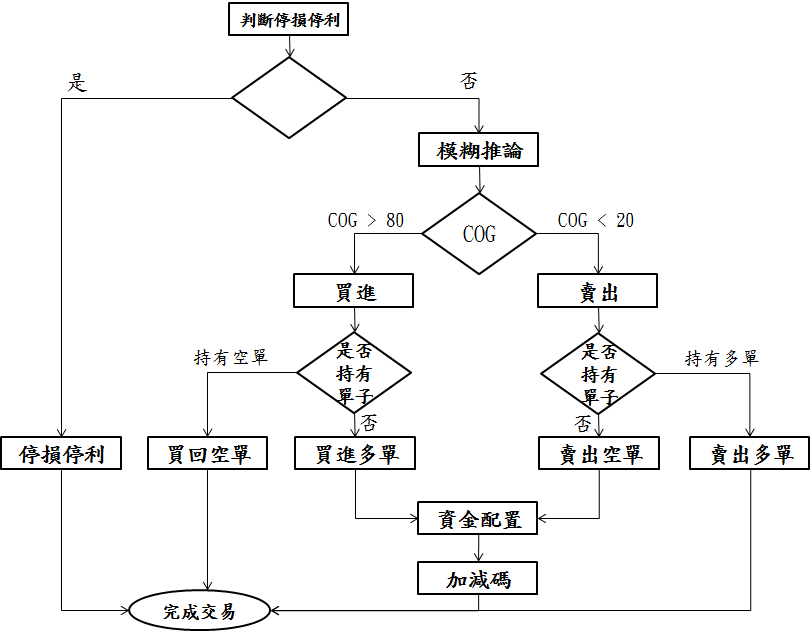 判斷停損停利
是
否
模糊推論
COG > 80
COG
COG < 20
買進
賣出
持有空單
是否
持有
單子
是否
持有
單子
持有多單
否
否
停損停利
買回空單
買進多單
賣出空單
賣出多單
資金配置
加減碼
完成交易